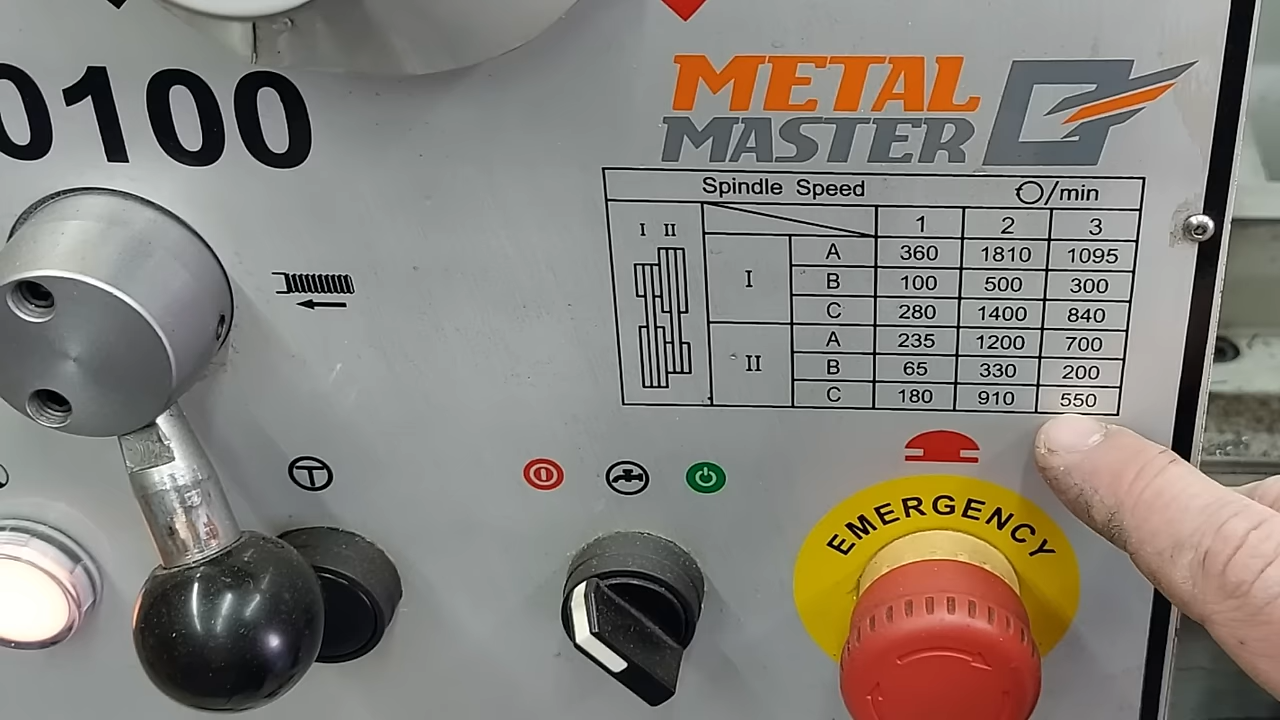 0100
METAL
MASTER
Spindle Speed /min
I II 1 2 3
I A 360 1810 1095
B 100 500 300
C 280 1400 840
II A 235 1200 700
B 65 330 200
C 180 910 550
EMERGENCY